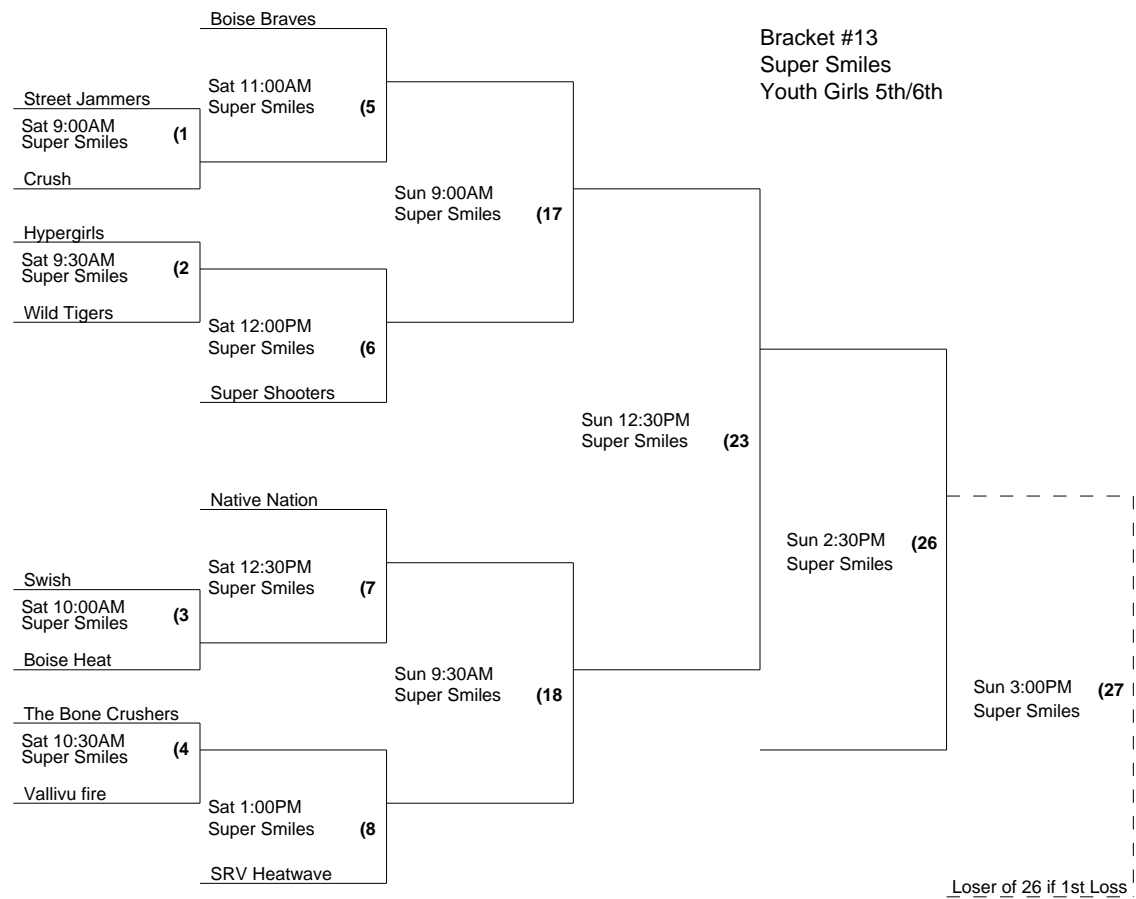 Boise Braves
Bracket #13
Super Smiles
Youth Girls 5th/6th
Sat 11:00AM
Super Smiles (5
Street Jammers
Sat 9:00AM
Super Smiles (1
Crush
Sun 9:00AM
Super Smiles (17
Hypergirls
Sat 9:30AM
Super Smiles (2
Wild Tigers
Sat 12:00PM
Super Smiles (6
Super Shooters
Sun 12:30PM
Super Smiles (23
Native Nation
Sun 2:30PM (26
Super Smiles
Sat 12:30PM
Super Smiles (7
Swish
Sat 10:00AM
Super Smiles (3
Boise Heat
Sun 9:30AM
Super Smiles (18
Sun 3:00PM (27
Super Smiles
The Bone Crushers
Sat 10:30AM
Super Smiles (4
Vallivu fire
Sat 1:00PM
Super Smiles (8
SRV Heatwave
Loser of 26 if 1st Loss